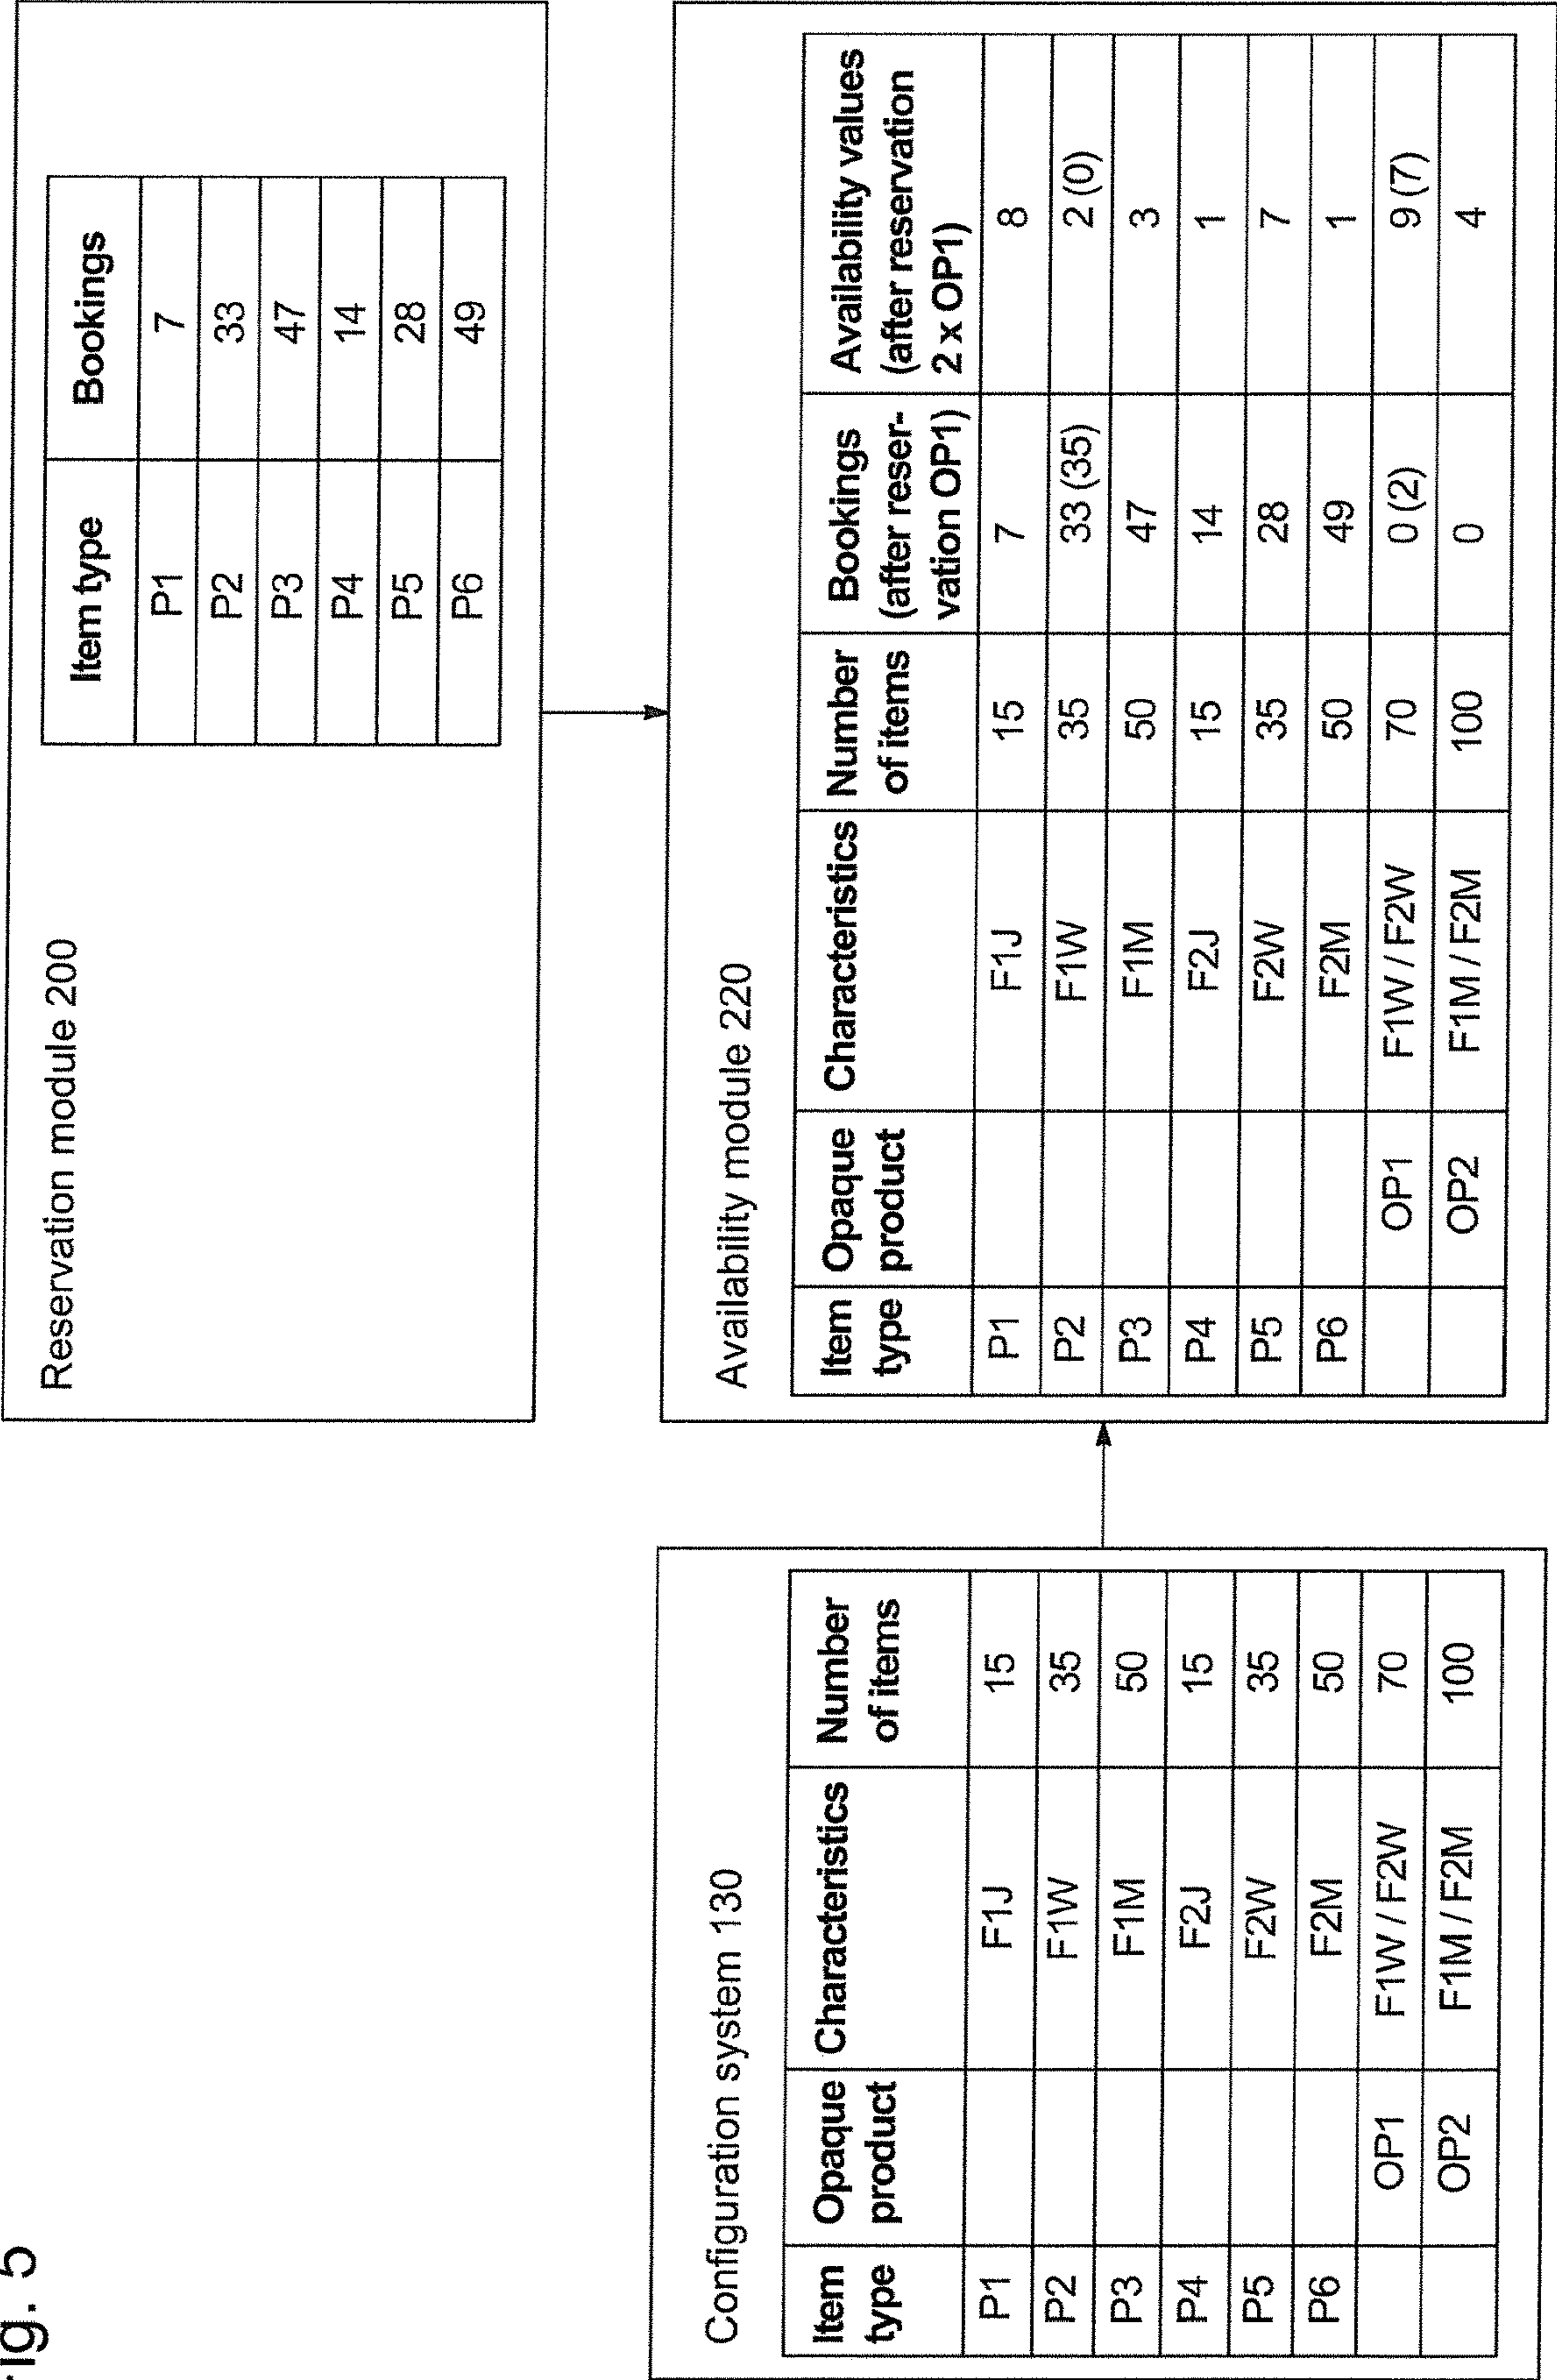 Fig. 5
Reservation module 200
Item type Bookings
P1 7
P2 33
P3 47
P4 14
P5 28
P6 49
Configuration system 130
Item Opaque Characteristics Number
type product of items
P1 F1J 15
P2 F1W 35
P3 F1M 50
P4 F2J 15
P5 F2W 35
P6 F2M 50
OP1 F1W / F2W 70
OP2 F1M / F2M 100
Availability module 220
Item Opaque Characteristics Number Bookings Availability values
type product of items (after reser- (after reservation
vation OP1) 2 x OP1)
P1 F1J 15 7 8
P2 F1W 35 33 (35) 2 (0)
P3 F1M 50 47 3
P4 F2J 15 14 1
P5 F2W 35 28 7
P6 F2M 50 49 1
OP1 F1W / F2W 70 0 (2) 9 (7)
OP2 F1M / F2M 100 0 4